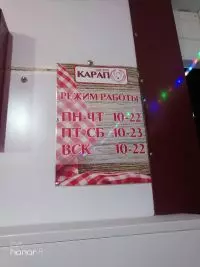 КАРАП
РЕЖИМ РАБОТЫ
ПН-ЧТ 10-22
ПТ-СБ 10-23
ВСК 10-22
honor